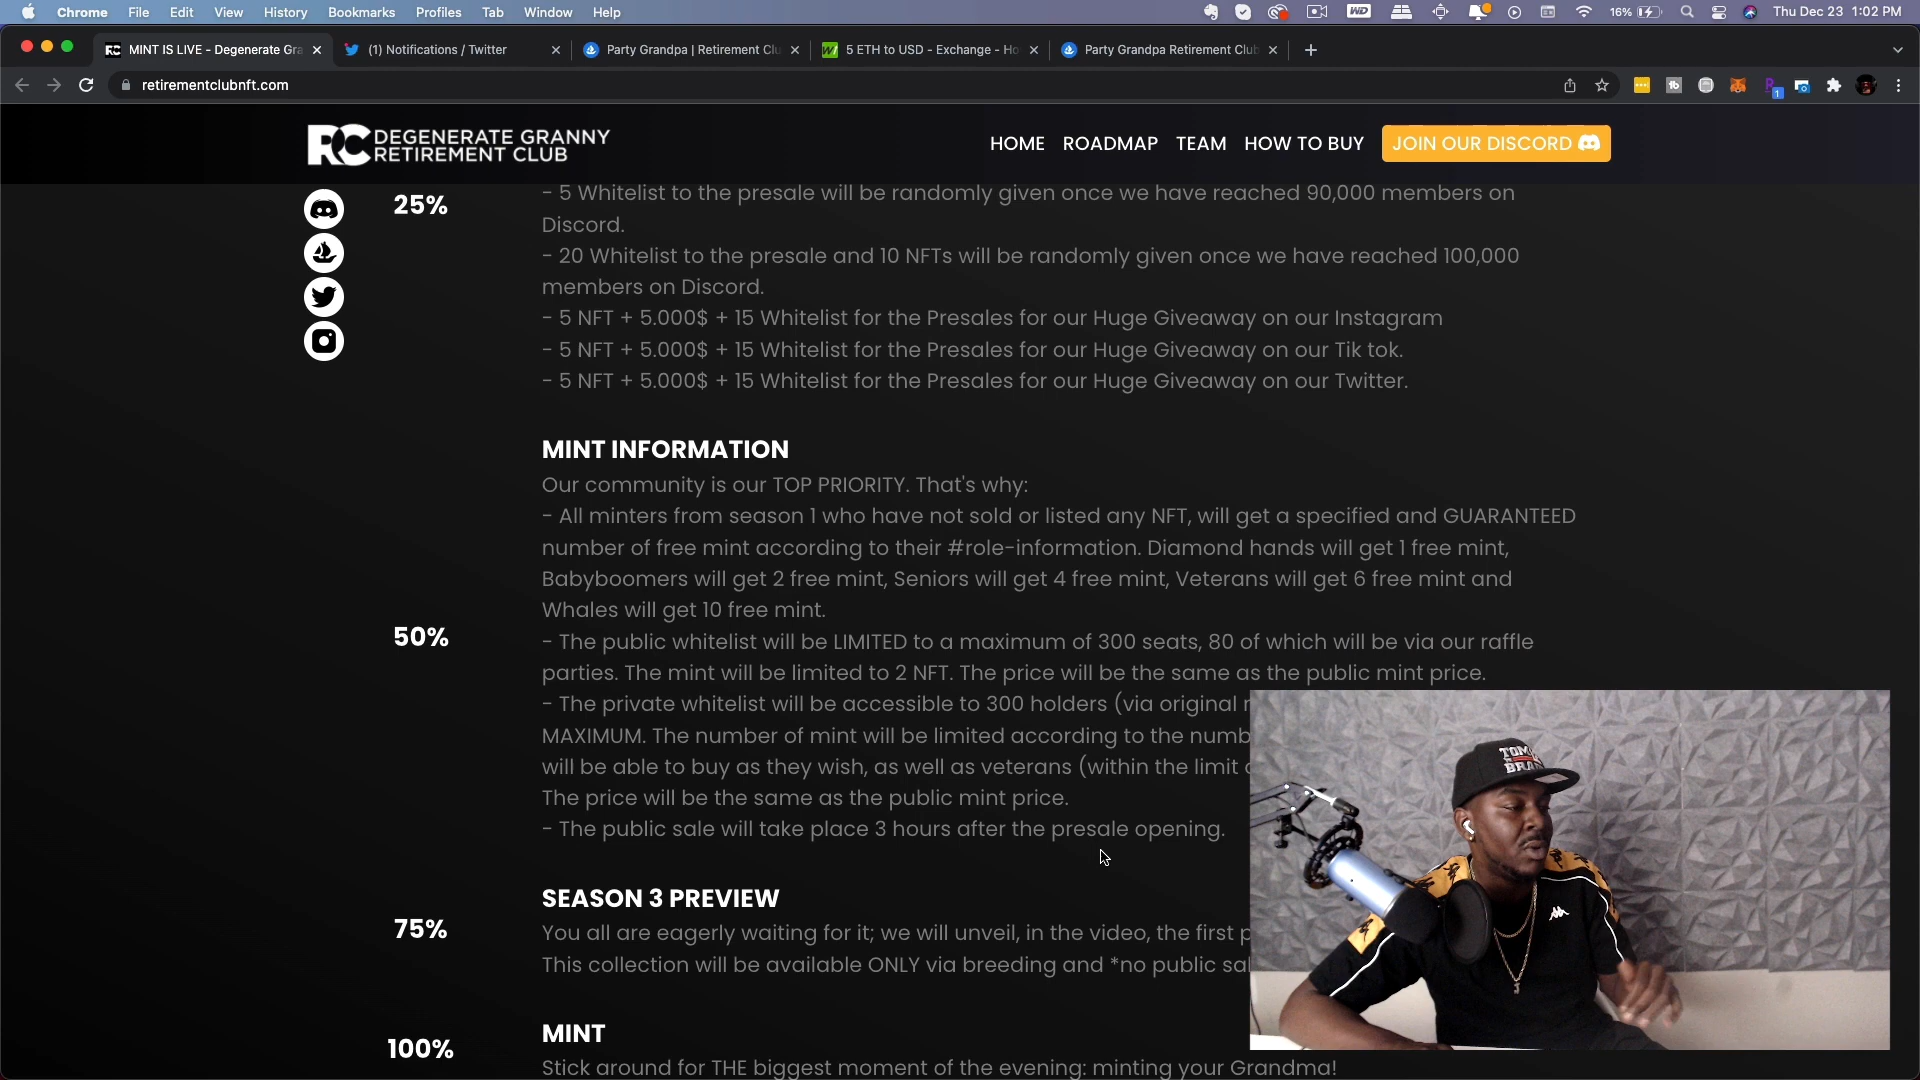 Chrome File Edit View History Bookmarks Profiles Tab Window Help 16% Thu Dec 23 1:02 PM
MINT IS LIVE - Degenerate Gra (1) Notifications / Twitter Party Grandpa | Retirement Clu 5 ETH to USD - Exchange - Ho Party Grandpa Retirement Club
retirementclubnft.com
RC DEGENERATE GRANNY
RETIREMENT CLUB
HOME ROADMAP TEAM HOW TO BUY JOIN OUR DISCORD
25%
- 5 Whitelist to the presale will be randomly given once we have reached 90,000 members on
Discord.
- 20 Whitelist to the presale and 10 NFTs will be randomly given once we have reached 100,000
members on Discord.
- 5 NFT + 5.000$ + 15 Whitelist for the Presales for our Huge Giveaway on our Instagram
- 5 NFT + 5.000$ + 15 Whitelist for the Presales for our Huge Giveaway on our Tik tok.
- 5 NFT + 5.000$ + 15 Whitelist for the Presales for our Huge Giveaway on our Twitter.
MINT INFORMATION
Our community is our TOP PRIORITY. That's why:
- All minters from season 1 who have not sold or listed any NFT, will get a specified and GUARANTEED
number of free mint according to their #role-information. Diamond hands will get 1 free mint,
Babyboomers will get 2 free mint, Seniors will get 4 free mint, Veterans will get 6 free mint and
Whales will get 10 free mint.
50%
- The public whitelist will be LIMITED to a maximum of 300 seats, 80 of which will be via our raffle
parties. The mint will be limited to 2 NFT. The price will be the same as the public mint price.
- The private whitelist will be accessible to 300 holders (via original
MAXIMUM. The number of mint will be limited according to the numb
will be able to buy as they wish, as well as veterans (within the limit
The price will be the same as the public mint price.
- The public sale will take place 3 hours after the presale opening.
SEASON 3 PREVIEW
75%
You all are eagerly waiting for it; we will unveil, in the video, the first p
This collection will be available ONLY via breeding and *no public sal
MINT
100%
Stick around for THE biggest moment of the evening: minting your Grandma!